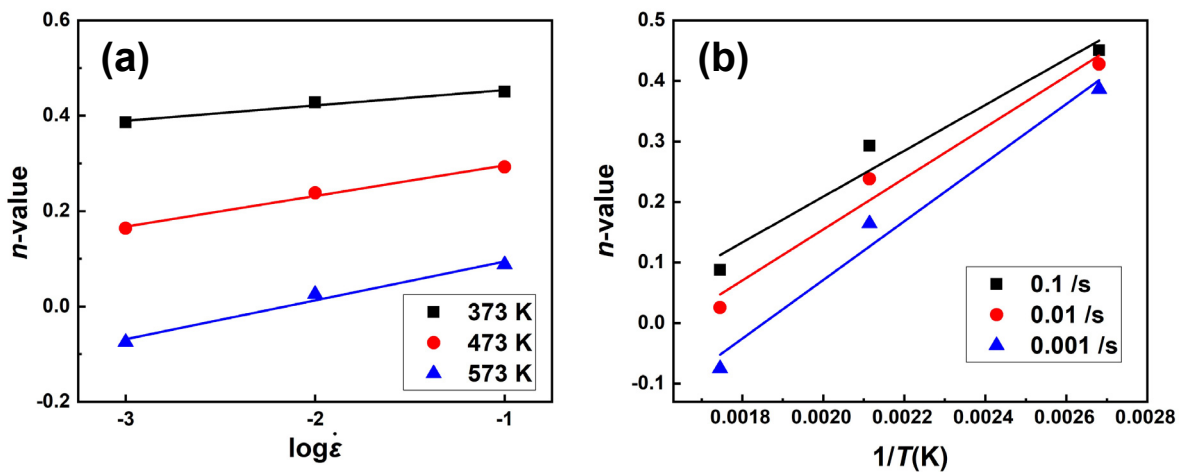 (a)
n-value
0.6
0.4
0.2
0.0
-0.2
-3
-2
-1
logε̇
373 K
473 K
573 K
(b)
n-value
0.5
0.4
0.3
0.2
0.1
0.0
-0.1
0.0018 0.0020 0.0022 0.0024 0.0026 0.0028
1/T(K)
0.1 /s
0.01 /s
0.001 /s